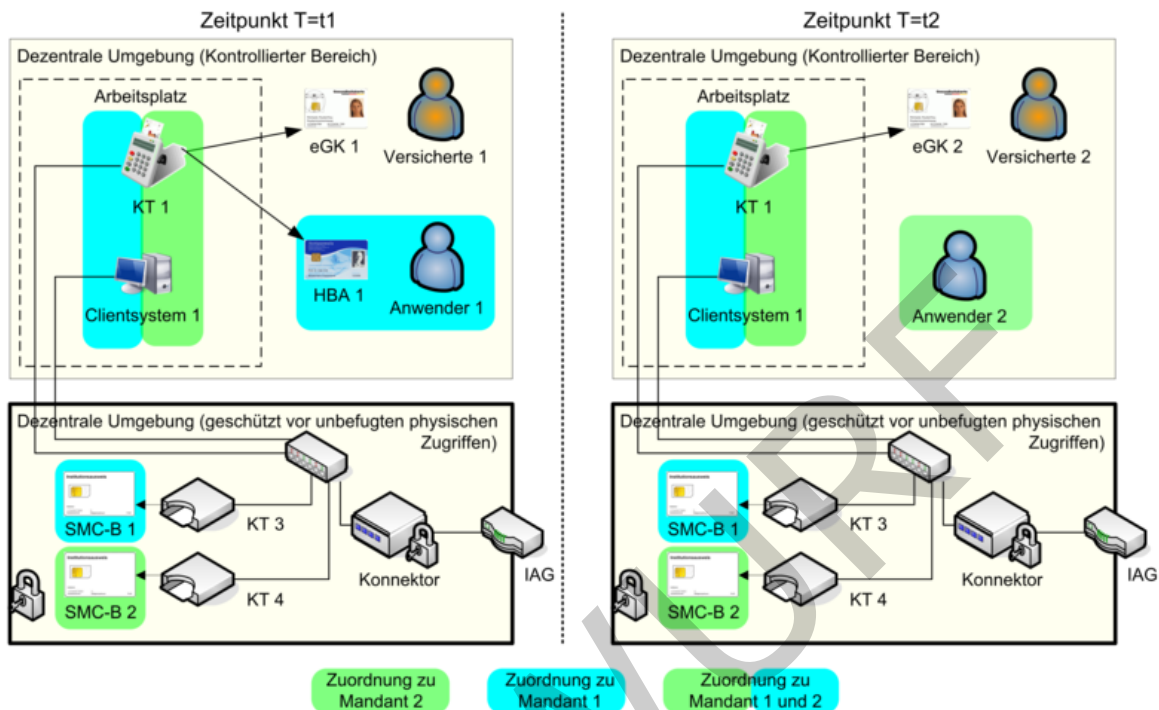 Zeitpunkt T=t1
Dezentrale Umgebung (Kontrollierter Bereich)
Arbeitsplatz
eGK 1
Versicherte 1
KT 1
HBA 1
Anwender 1
Clientsystem 1
Dezentrale Umgebung (geschützt vor unbefugten physischen
Zugriffen)
SMC-B 1
KT 3
SMC-B 2
KT 4
Konnektor
IAG
Zeitpunkt T=t2
Dezentrale Umgebung (Kontrollierter Bereich)
Arbeitsplatz
eGK 2
Versicherte 2
KT 1
Clientsystem 1
Anwender 2
Dezentrale Umgebung (geschützt vor unbefugten physischen
Zugriffen)
SMC-B 1
KT 3
SMC-B 2
KT 4
Konnektor
IAG
Zuordnung zu
Mandant 2
Zuordnung zu
Mandant 1
Zuordnung zu
Mandant 1 und 2
URF